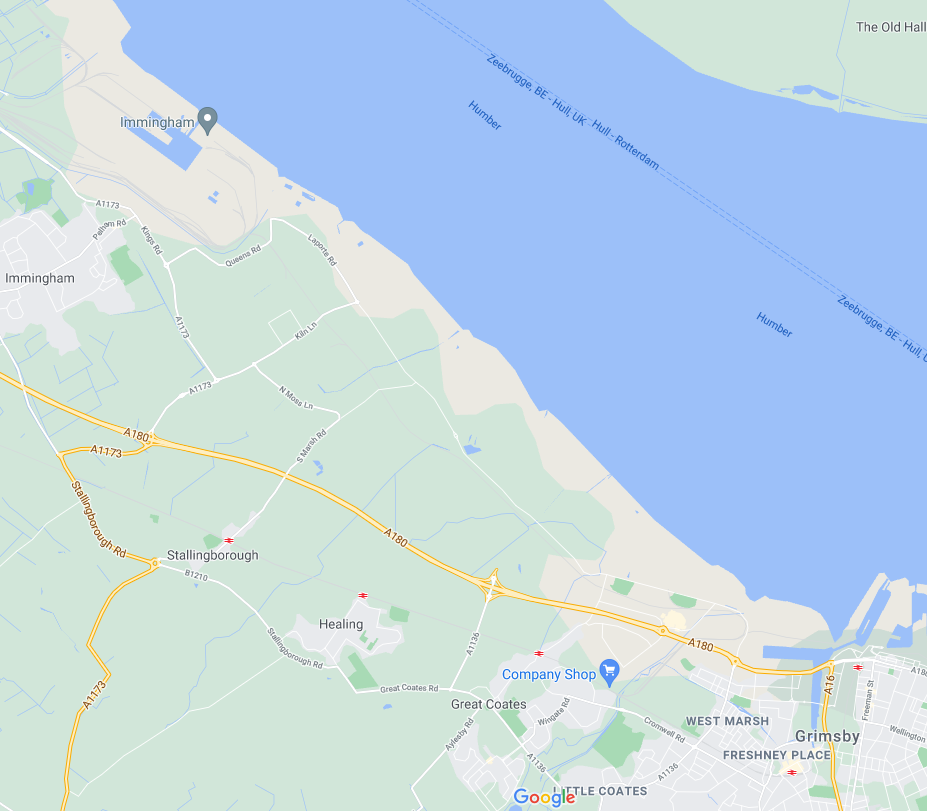 The Old Hall
Zeebrugge, BE - Hull, UK
Hull - Rotterdam
Humber
Immingham
A1173
Pelham Rd
Kings Rd
Queens Rd
Laporte Rd
Immingham
Zeebrugge, BE - Hull, U
Humber
A1173
Kiln Ln
A1173
N Moss Ln
A180
A1173
S Marsh Rd
Stallingborough Rd
A180
Stallingborough
B1210
Healing
Stallingborough Rd
A1136
A180
Company Shop
A1173
Great Coates Rd
Great Coates
Wingate Rd
Aylesby Rd
Cromwell Rd
WEST MARSH
A16
Freeman St
A180
Wellington
Grimsby
FRESHNEY PLACE
A1136
A1136
LITTLE COATES
Google